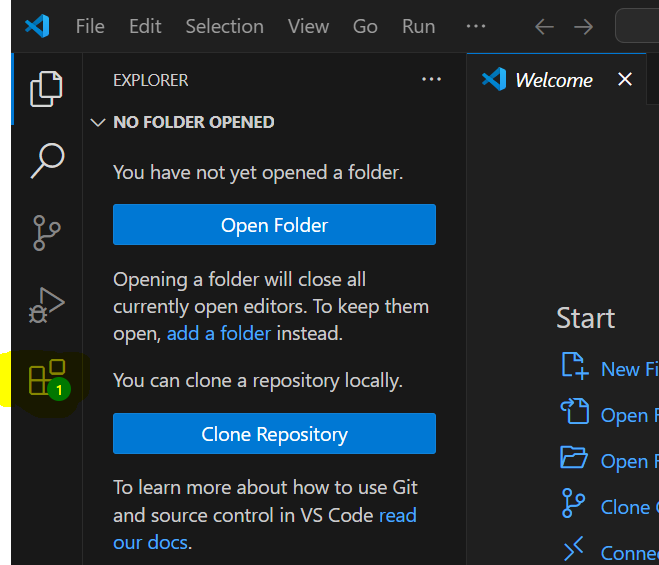 File Edit Selection View Go Run
EXPLORER
Welcome
NO FOLDER OPENED
You have not yet opened a folder.
Open Folder
Opening a folder will close all
currently open editors. To keep them
open, add a folder instead.
1
You can clone a repository locally.
Clone Repository
To learn more about how to use Git
and source control in VS Code read
our docs.
Start
New Fi
Open
Open
Clone
Connec